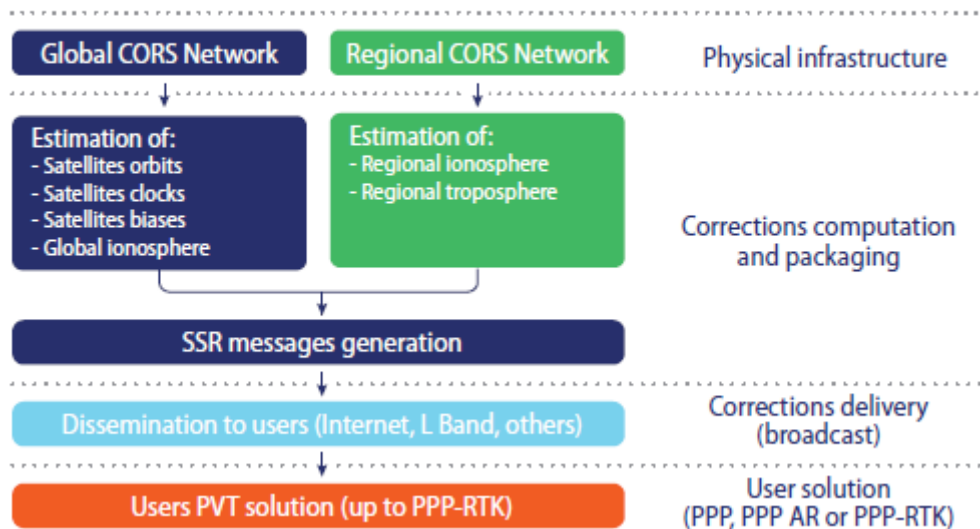 Global CORS Network
Regional CORS Network
Physical infrastructure
Estimation of:
- Satellites orbits
- Satellites clocks
- Satellites biases
- Global ionosphere
Estimation of:
- Regional ionosphere
- Regional troposphere
Corrections computation
and packaging
SSR messages generation
Dissemination to users (Internet, L Band, others)
Corrections delivery
(broadcast)
Users PVT solution (up to PPP-RTK)
User solution
(PPP, PPP AR or PPP-RTK)